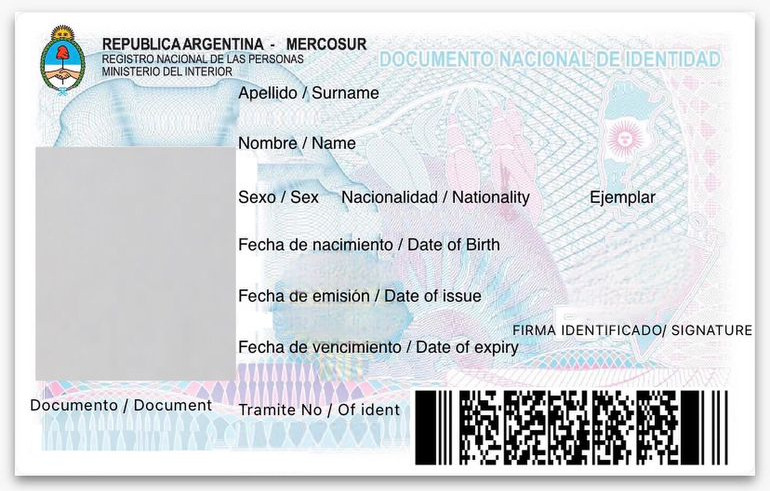 REPUBLICA ARGENTINA - MERCOSUR
REGISTRO NACIONAL DE LAS PERSONAS
MINISTERIO DEL INTERIOR
DOCUMENTO NACIONAL DE IDENTIDAD
Apellido / Surname
Nombre / Name
Sexo / Sex Nacionalidad / Nationality Ejemplar
Fecha de nacimiento / Date of Birth
Fecha de emisión / Date of issue
FIRMA IDENTIFICADO/ SIGNATURE
Fecha de vencimiento / Date of expiry
Documento / Document
Tramite No / Of ident